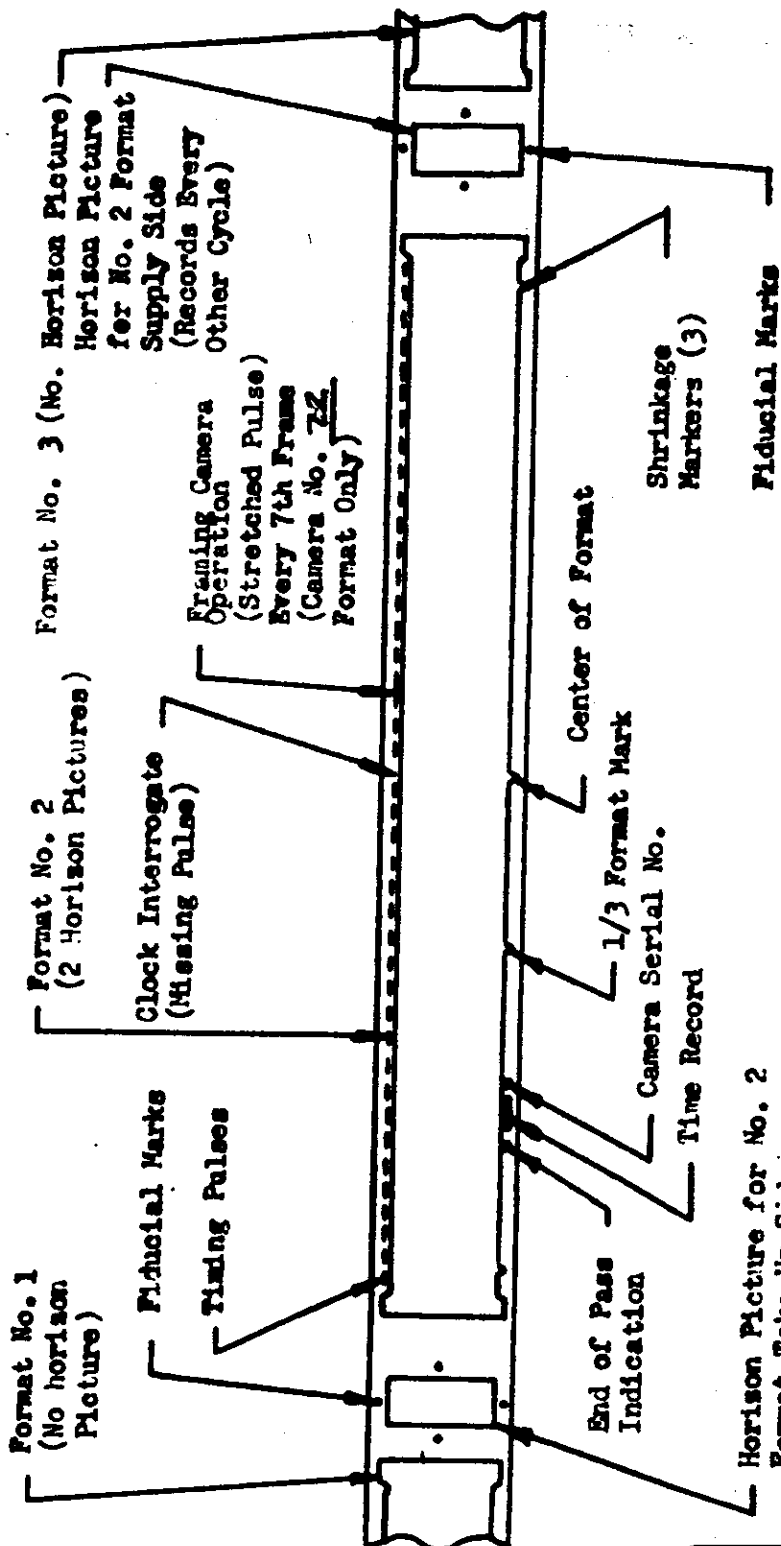 Format No. 1
(No horizon
Picture)
Fiducial Marks
Timing Pulses
Format No. 2
(2 Horizon Pictures)
Clock Interrogate
(Missing Pulse)
Format No. 3 (No. Horizon Picture)
Framing Camera
Operation
(Stretched Pulse)
Every 7th Frame
(Camera No.
Format Only)
Horizon Picture
for No. 2 Format
Supply Side
(Records Every
Other Cycle)
End of Pass
Indication
Horizon Picture for No. 2
Time Record
Camera Serial No.
1/3 Format Mark
Center of Format
Shrinkage
Markers (3)
Fiducial Marks